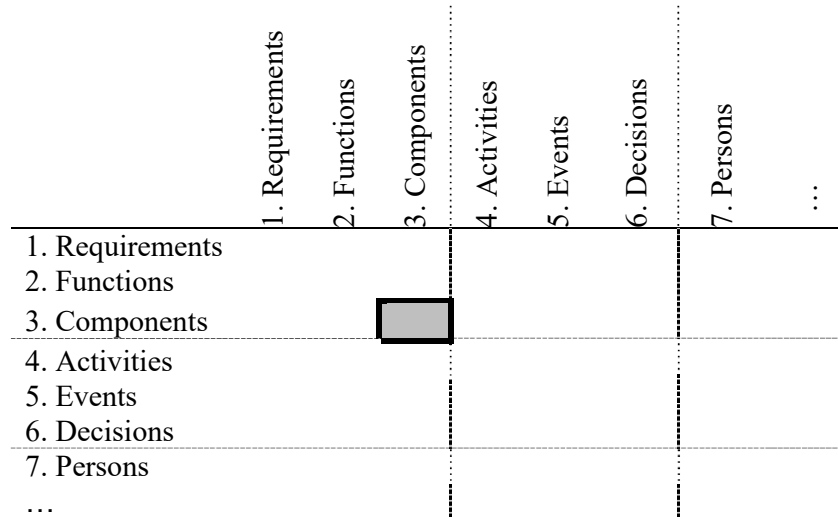 1. Requirements
2. Functions
3. Components
4. Activities
5. Events
6. Decisions
7. Persons
…
1. Requirements
2. Functions
3. Components
4. Activities
5. Events
6. Decisions
7. Persons
…